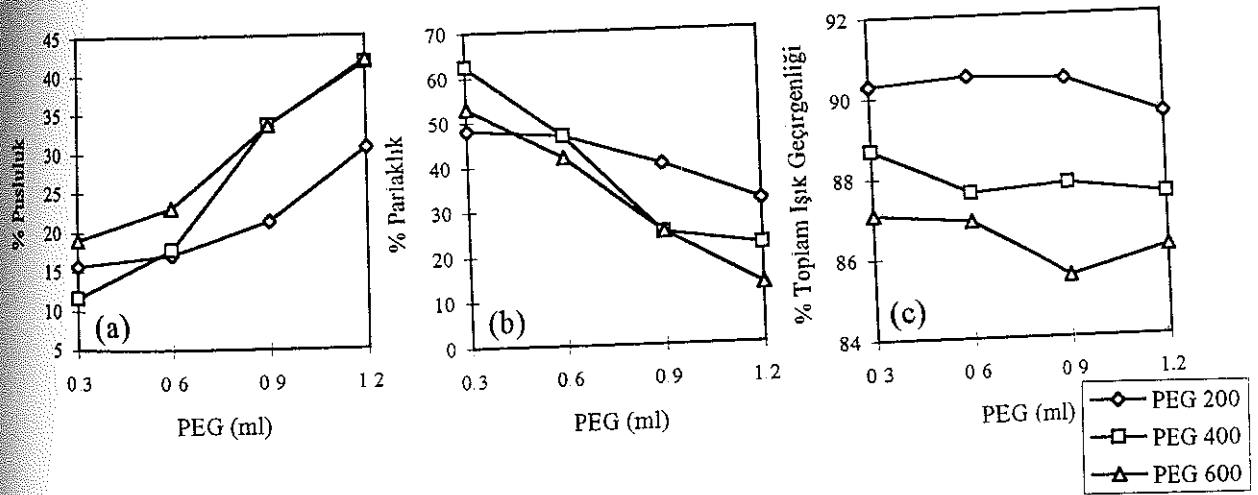 % Pusluluk
45
40
35
30
25
20
15
10
5
(a)
0.3 0 6 0 9 1.2
PEG (ml)
% Parlaklık
70
60
50
40
30
20
10
0
(b)
0.3 0.6 0 9 1.2
PEG (ml)
% Toplam Işık Geçirgenliği
92
90
88
86
84
(c)
0 3 0 6 0 9 1.2
PEG (ml)
PEG 200
PEG 400
PEG 600